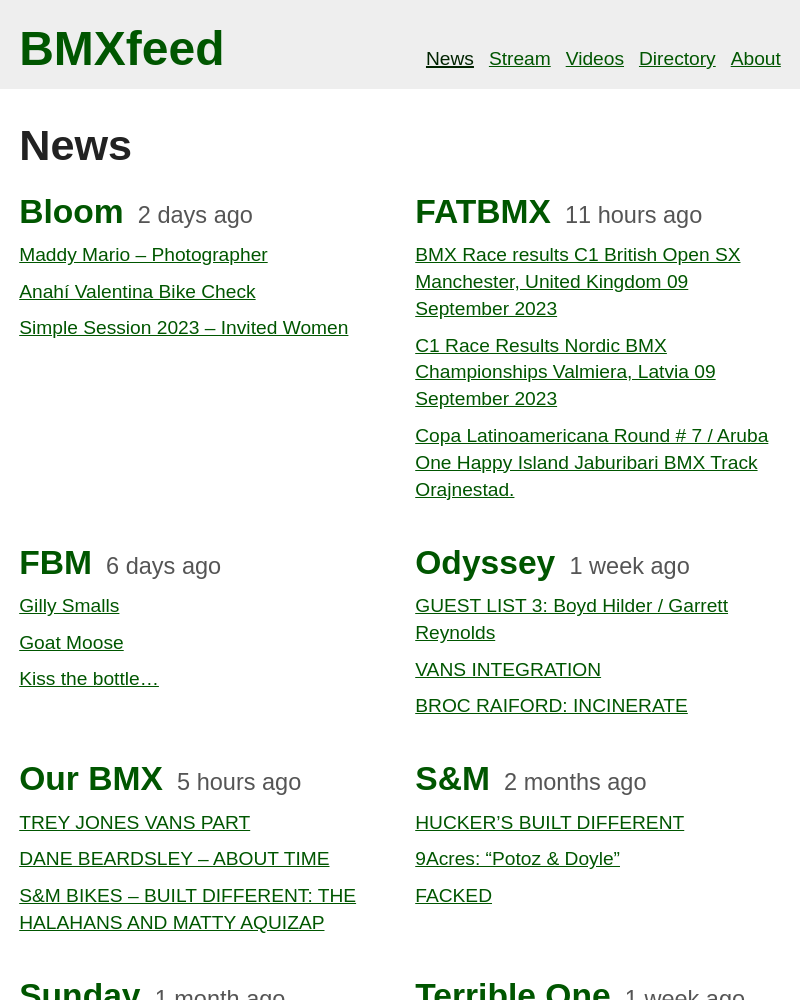 BMXfeed
News Stream Videos Directory About
News
Bloom 2 days ago
Maddy Mario – Photographer
Anahí Valentina Bike Check
Simple Session 2023 – Invited Women
FATBMX 11 hours ago
BMX Race results C1 British Open SX
Manchester, United Kingdom 09
September 2023
C1 Race Results Nordic BMX
Championships Valmiera, Latvia 09
September 2023
Copa Latinoamericana Round # 7 / Aruba
One Happy Island Jaburibari BMX Track
Orajnestad.
FBM 6 days ago
Gilly Smalls
Goat Moose
Kiss the bottle…
Odyssey 1 week ago
GUEST LIST 3: Boyd Hilder / Garrett
Reynolds
VANS INTEGRATION
BROC RAIFORD: INCINERATE
Our BMX 5 hours ago
TREY JONES VANS PART
DANE BEARDSLEY – ABOUT TIME
S&M BIKES – BUILT DIFFERENT: THE
HALAHANS AND MATTY AQUIZAP
S&M 2 months ago
HUCKER’S BUILT DIFFERENT
9Acres: “Potoz & Doyle”
FACKED
Sunday 1 month ago
Terrible One 1 week ago